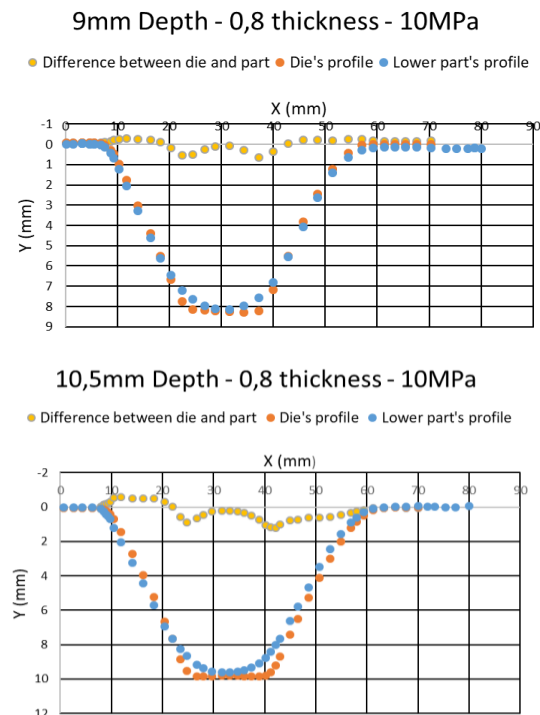 9mm Depth - 0,8 thickness - 10MPa
Difference between die and part Die's profile Lower part's profile
X (mm)
-1
0 10 20 30 40 50 60 70 80 90
0
1
2
3
4
5
6
7
8
9
Y (mm)
10,5mm Depth - 0,8 thickness - 10MPa
Difference between die and part Die's profile Lower part's profile
X (mm)
-2
0 10 20 30 40 50 60 70 80 90
0
2
4
6
8
10
12
Y (mm)